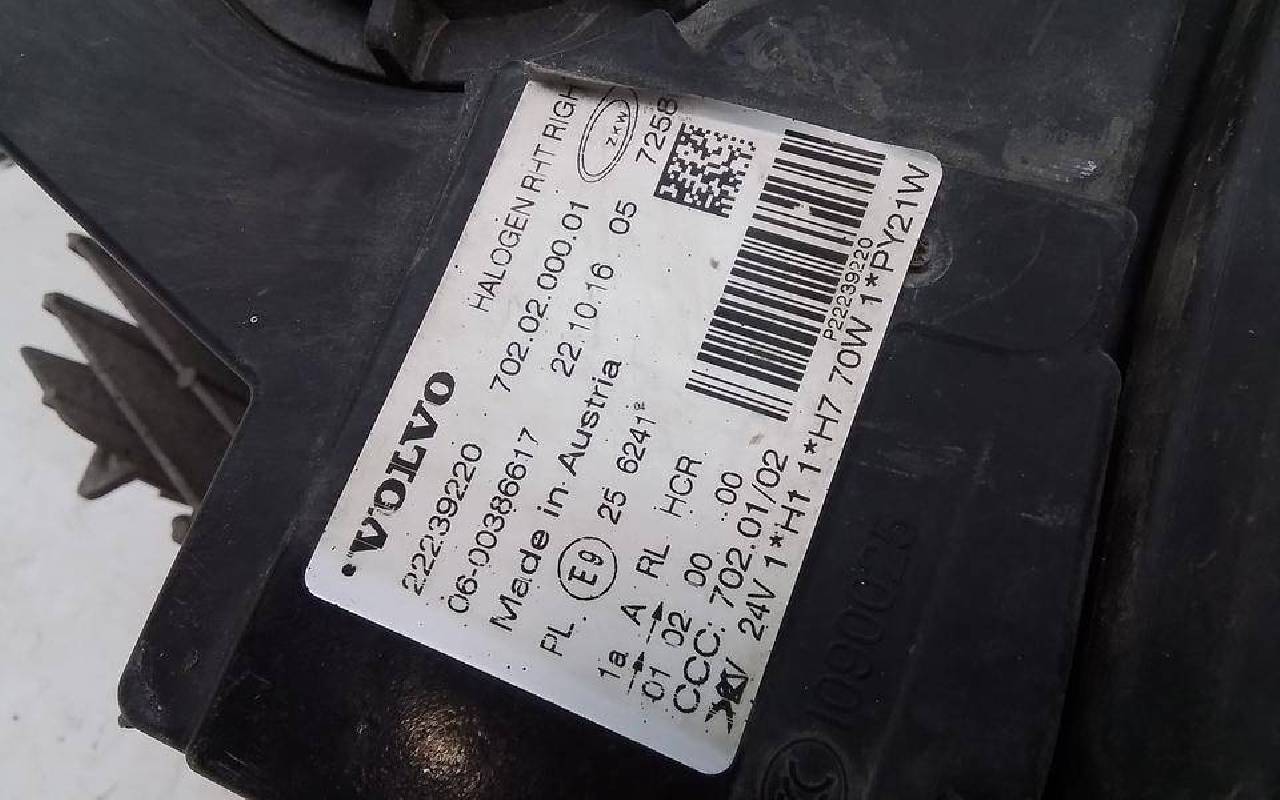 VOLVO
HALOGEN RHT RIGH
ZKW
7258
22239220
702.02.000.01
06-00386617
22.10.16 05
Made in Austria
PL. E9 25 6241
1a A RL HCR
01 02 00 00
CCC: 702.01/02
24V 1*H1 1*H7 70W 1*PY21W
P22239220
1090025